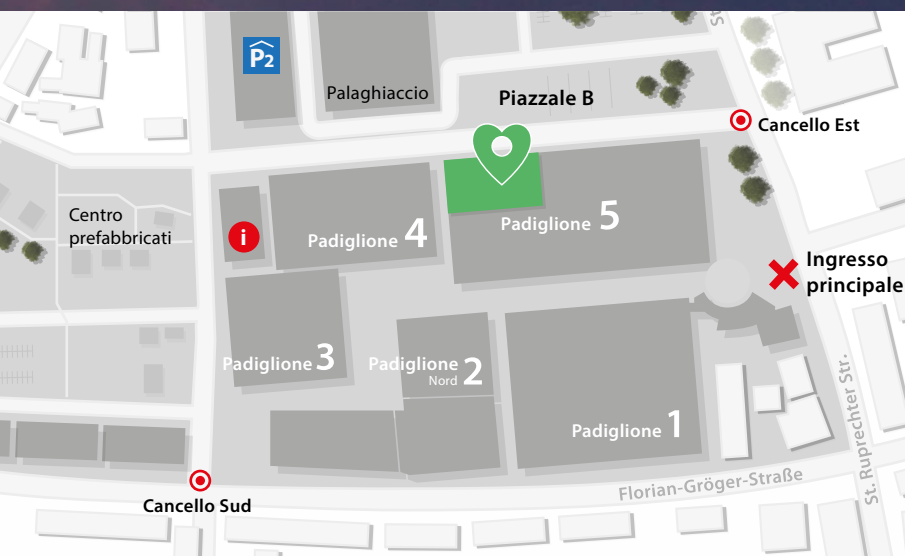 St.
P2
Palaghiaccio
Piazzale B
Cancello Est
Centro
prefabbricati
i
Padiglione 4
Padiglione 5
Ingresso
principale
Padiglione 3
Padiglione
Nord 2
Padiglione 1
St. Ruprechter Str.
Florian-Gröger-Straße
Cancello Sud